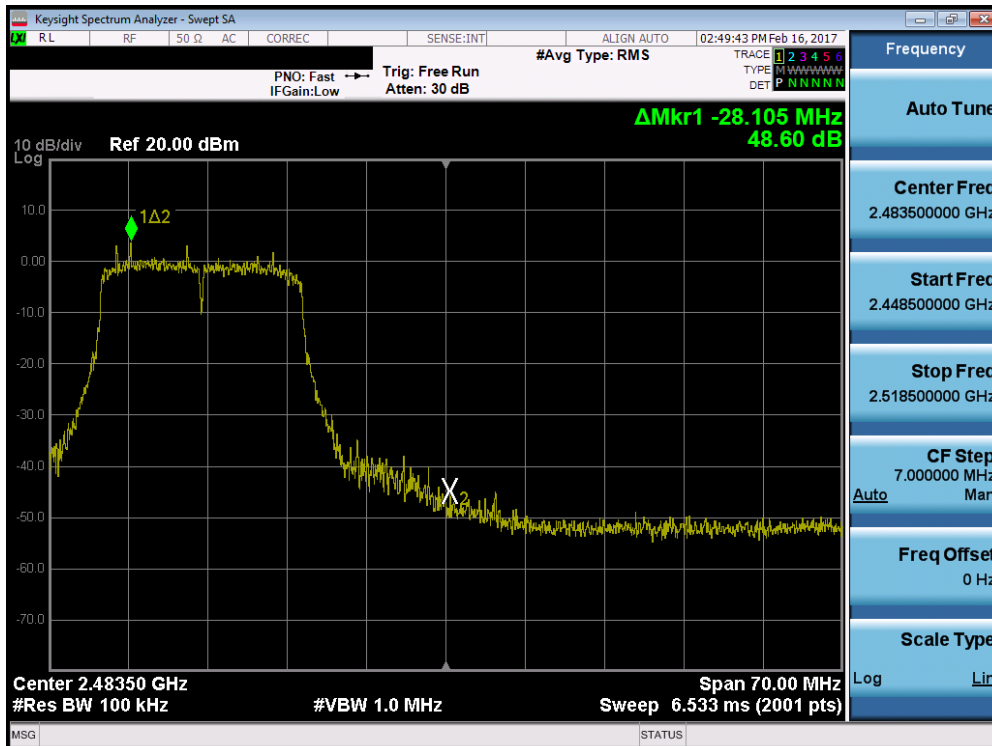 Keysight Spectrum Analyzer - Swept SA
LXI RL RF 50 Ω AC CORREC SENSE:INT ALIGN AUTO 02:49:43 PM Feb 16, 2017
PNO: Fast Trig: Free Run #Avg Type: RMS TRACE 1 2 3 4 5 6
IFGain:Low Atten: 30 dB TYPE M WWWWW
DET P N N N N N
ΔMkr1 -28.105 MHz
48.60 dB
10 dB/div Ref 20.00 dBm
Log
10.0
1Δ2
0.00
-10.0
-20.0
-30.0
-40.0
X2
-50.0
-60.0
-70.0
Center 2.48350 GHz Span 70.00 MHz
#Res BW 100 kHz #VBW 1.0 MHz Sweep 6.533 ms (2001 pts)
MSG STATUS
Frequency
Auto Tune
Center Freq
2.483500000 GHz
Start Freq
2.448500000 GHz
Stop Freq
2.518500000 GHz
CF Step
7.000000 MHz
Auto Man
Freq Offset
0 Hz
Scale Type
Log Lin